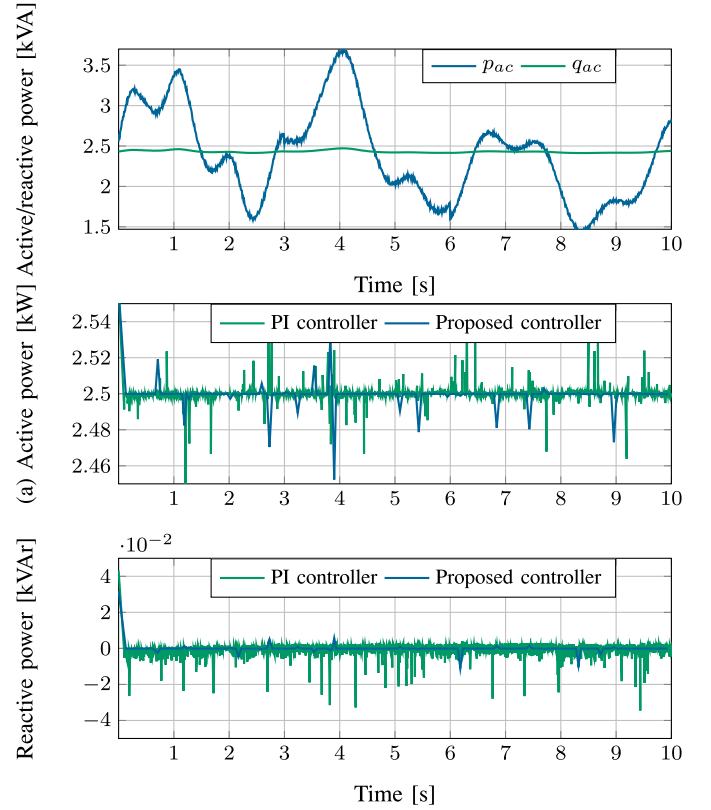 Active/reactive power [kVA]
3.5
3
2.5
2
1.5
p_ac q_ac
1 2 3 4 5 6 7 8 9 10
Time [s]
(a) Active power [kW]
2.54
2.52
2.5
2.48
2.46
PI controller Proposed controller
1 2 3 4 5 6 7 8 9 10
Reactive power [kVAr]
·10−2
4
2
0
−2
−4
PI controller Proposed controller
1 2 3 4 5 6 7 8 9 10
Time [s]